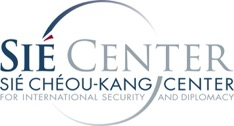 SIÉ CENTER
SIÉ CHÉOU-KANG CENTER
FOR INTERNATIONAL SECURITY AND DIPLOMACY